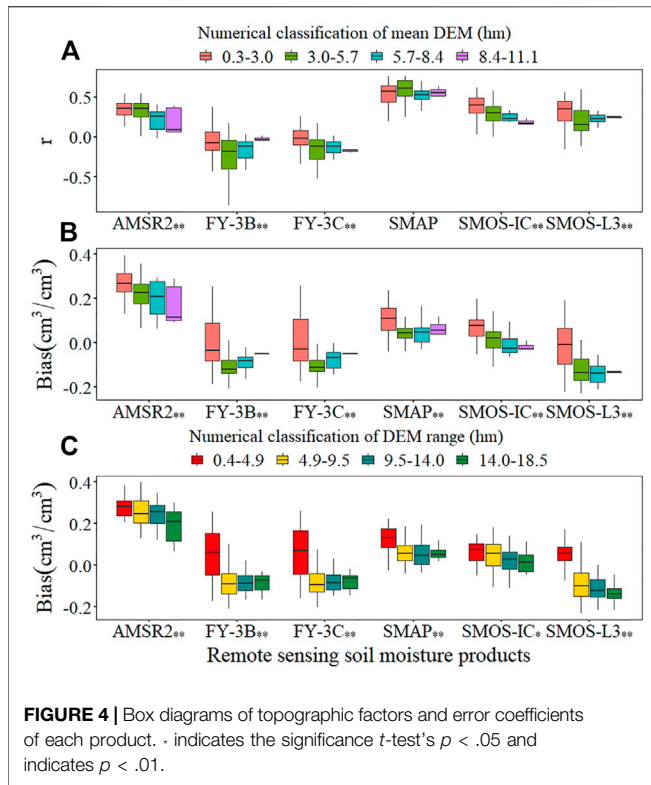 Numerical classification of mean DEM (hm)
A
0.3-3.0 3.0-5.7 5.7-8.4 8.4-11.1
0.5
0.0
-0.5
r
AMSR2** FY-3B** FY-3C** SMAP SMOS-IC** SMOS-L3**
B
0.4
0.2
0.0
-0.2
Bias(cm³/cm³)
AMSR2** FY-3B** FY-3C** SMAP** SMOS-IC** SMOS-L3**
C
Numerical classification of DEM range (hm)
0.4-4.9 4.9-9.5 9.5-14.0 14.0-18.5
0.4
0.2
0.0
-0.2
Bias(cm³/cm³)
AMSR2** FY-3B** FY-3C** SMAP** SMOS-IC* SMOS-L3**
Remote sensing soil moisture products
FIGURE 4 | Box diagrams of topographic factors and error coefficients
of each product. * indicates the significance t-test's p < .05 and
indicates p < .01.